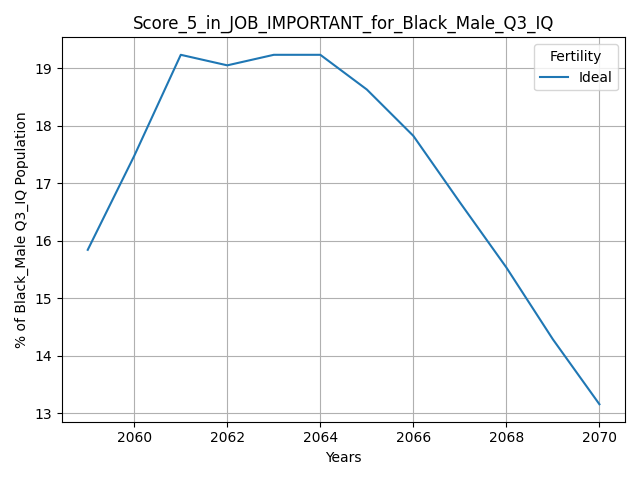 Score_5_in_JOB_IMPORTANT_for_Black_Male_Q3_IQ
Fertility
Ideal
% of Black_Male Q3_IQ Population
19
18
17
16
15
14
13
2060
2062
2064
2066
2068
2070
Years